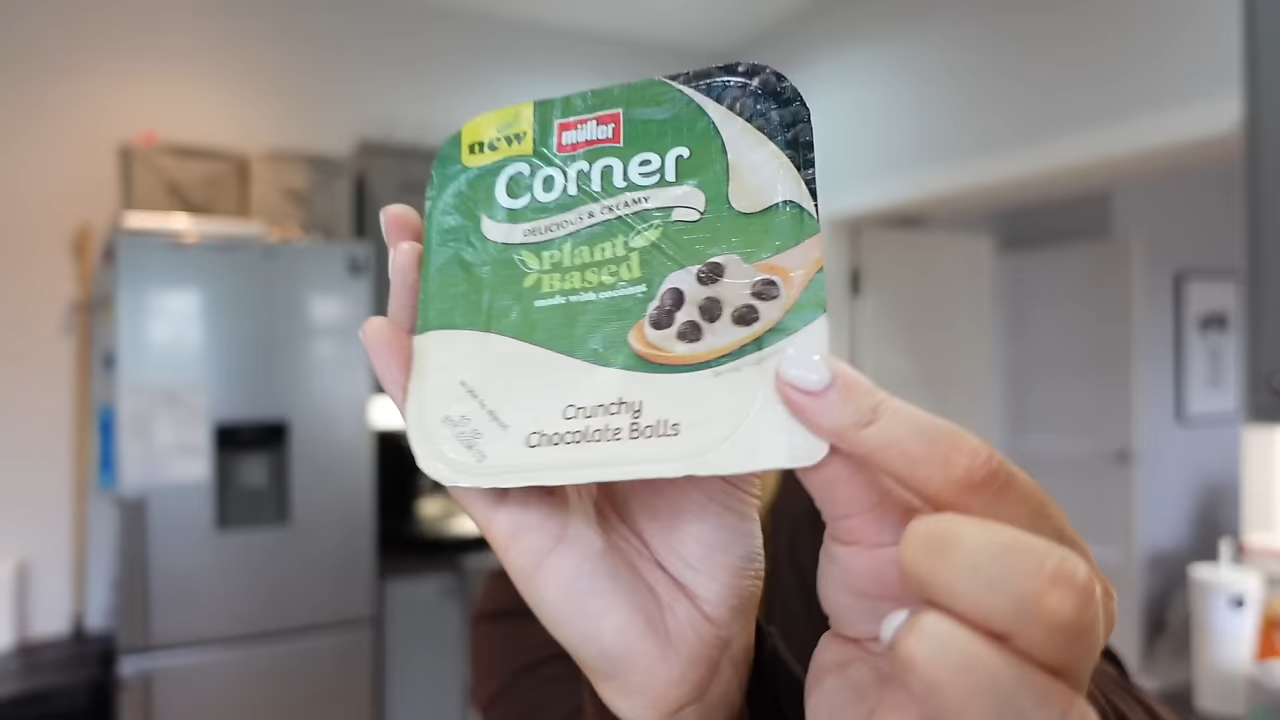 new
müller
Corner
DELICIOUS & CREAMY
Plant
Based
made with coconut
Crunchy
Chocolate Balls